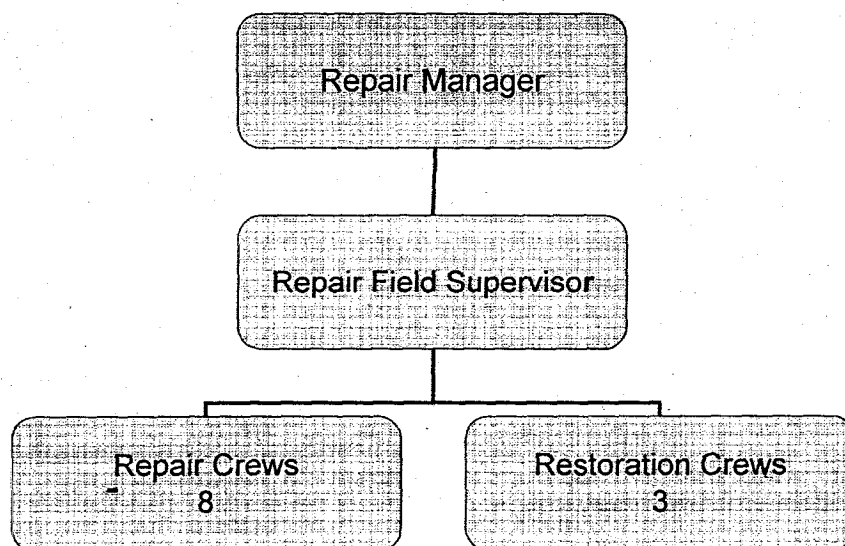 Repair Manager
Repair Field Supervisor
Repair Crews
8
Restoration Crews
3